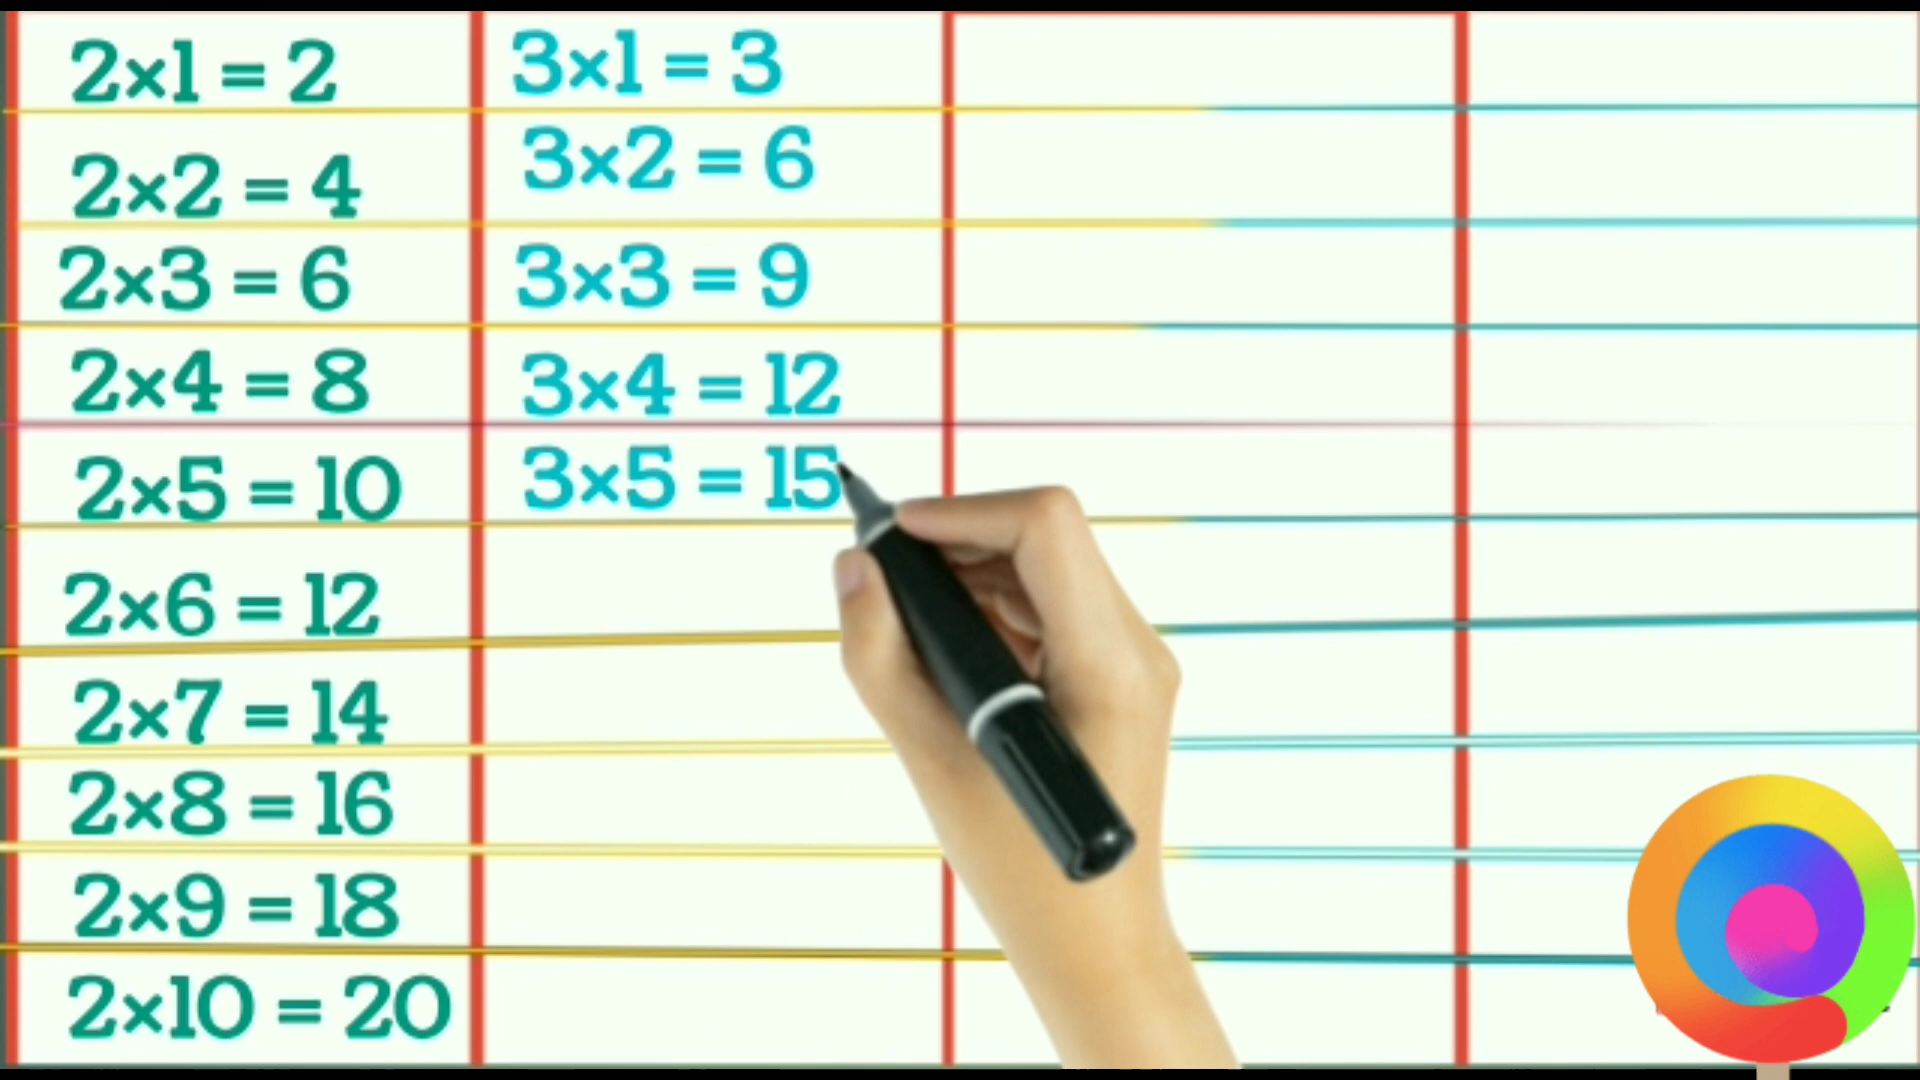 2×1 = 2
2×2 = 4
2×3 = 6
2×4 = 8
2×5 = 10
2×6 = 12
2×7 = 14
2×8 = 16
2×9 = 18
2×10 = 20
3×1 = 3
3×2 = 6
3×3 = 9
3×4 = 12
3×5 = 15